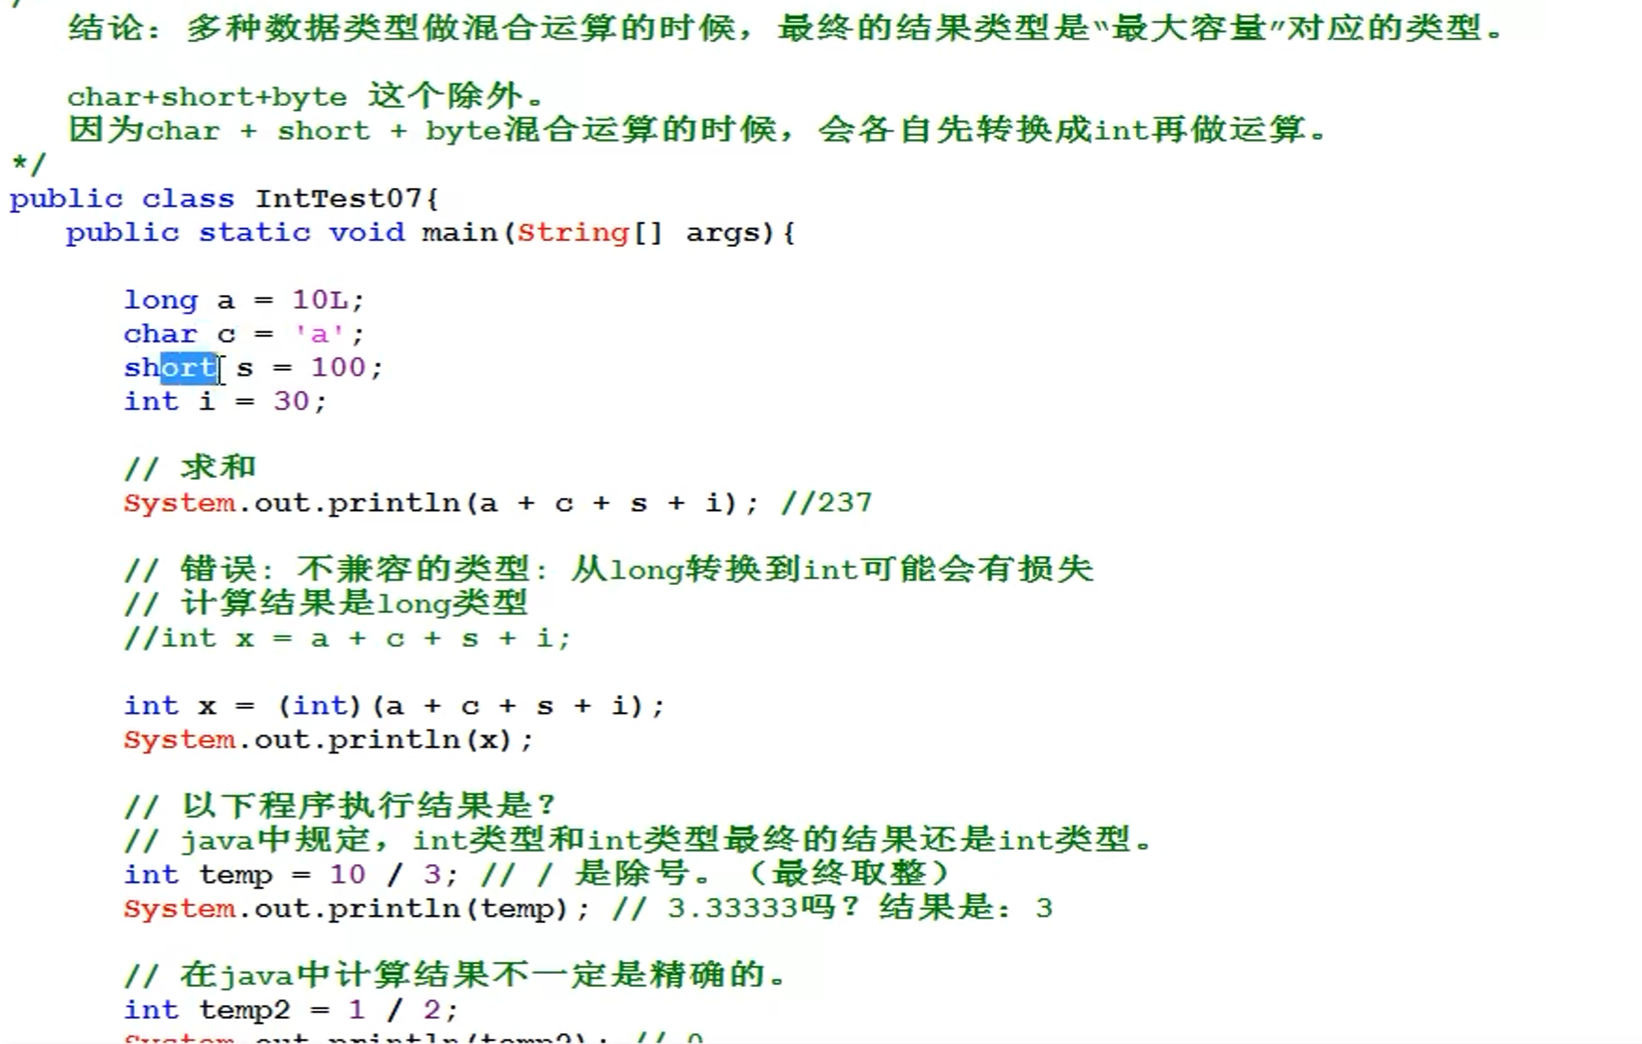 结论：多种数据类型做混合运算的时候，最终的结果类型是“最大容量”对应的类型。
char+short+byte 这个除外。
因为char + short + byte混合运算的时候，会各自先转换成int再做运算。
*/
public class IntTest07{
public static void main(String[] args){
long a = 10L;
char c = 'a';
short s = 100;
int i = 30;
// 求和
System.out.println(a + c + s + i); //237
// 错误: 不兼容的类型: 从long转换到int可能会有损失
// 计算结果是long类型
//int x = a + c + s + i;
int x = (int)(a + c + s + i);
System.out.println(x);
// 以下程序执行结果是？
// java中规定，int类型和int类型最终的结果还是int类型。
int temp = 10 / 3; // / 是除号。（最终取整）
System.out.println(temp); // 3.33333吗？结果是：3
// 在java中计算结果不一定是精确的。
int temp2 = 1 / 2;
System.out.println(temp2); // 0